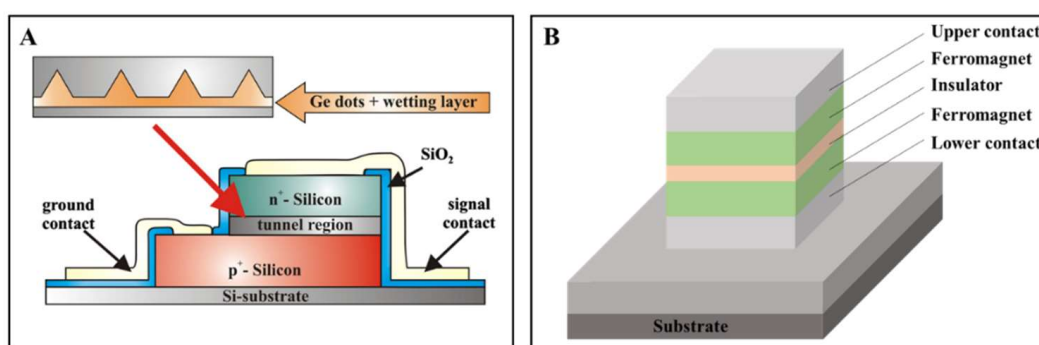 A
Ge dots + wetting layer
SiO2
n+- Silicon
ground
contact
signal
contact
tunnel region
p+- Silicon
Si-substrate
B
Upper contact
Ferromagnet
Insulator
Ferromagnet
Lower contact
Substrate